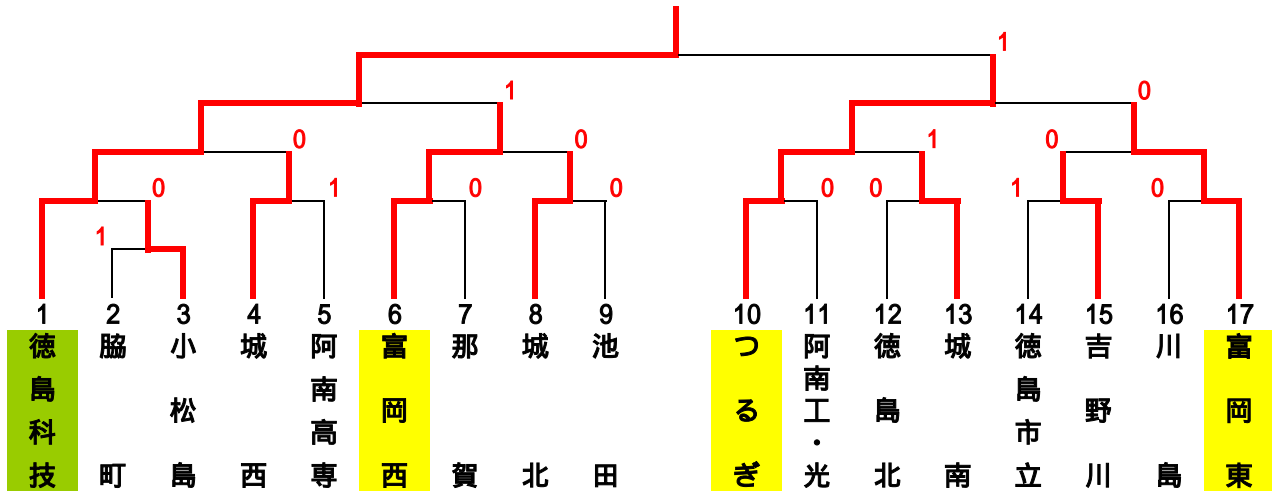 1
1
0
1
0
0
1
0
0
1
0
0
0
0
1
0
1
1 2 3 4 5 6 7 8 9 10 11 12 13 14 15 16 17
徳島科技
脇町
小松島
城西
阿南高専
富岡西
那賀
城北
池田
つるぎ
阿南工・光
徳島北
城南
徳島市立
吉野川
川島
富岡東